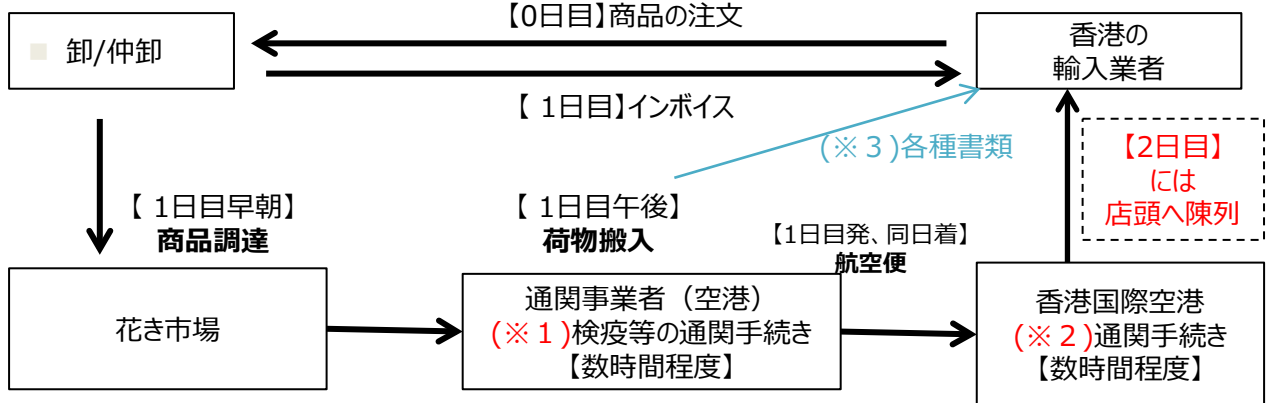 【0日目】商品の注文
卸/仲卸
香港の
輸入業者
【 1日目】インボイス
(※３)各種書類
【2日目】
には
店頭へ陳列
【 1日目早朝】
商品調達
【 1日目午後】
荷物搬入
【1日目発、同日着】
航空便
花き市場
通関事業者（空港）
(※１)検疫等の通関手続き
【数時間程度】
香港国際空港
(※２)通関手続き
【数時間程度】